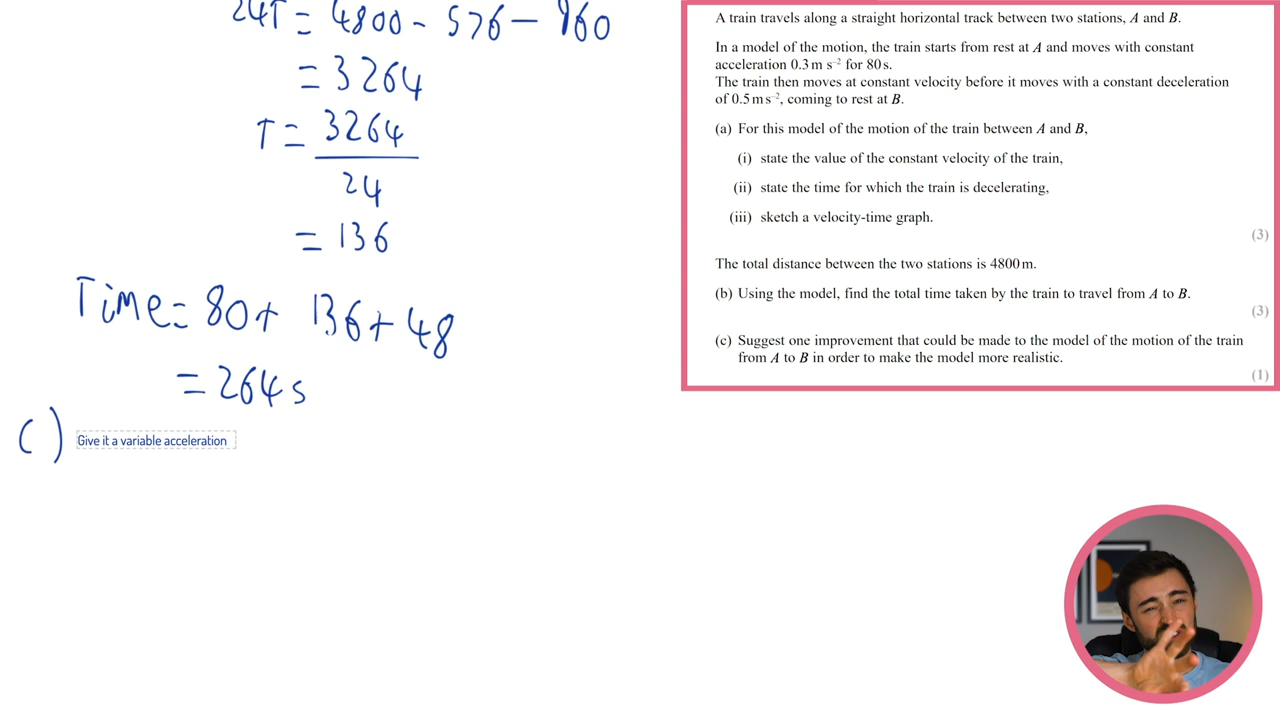 24T = 4800 - 576 - 960
= 3264
T = 3264
24
= 136
Time = 80 + 136 + 48
= 264 s
c) Give it a variable acceleration
A train travels along a straight horizontal track between two stations, A and B.
In a model of the motion, the train starts from rest at A and moves with constant
acceleration 0.3 m s⁻² for 80 s.
The train then moves at constant velocity before it moves with a constant deceleration
of 0.5 m s⁻², coming to rest at B.
(a) For this model of the motion of the train between A and B,
(i) state the value of the constant velocity of the train,
(ii) state the time for which the train is decelerating,
(iii) sketch a velocity-time graph.
(3)
The total distance between the two stations is 4800 m.
(b) Using the model, find the total time taken by the train to travel from A to B.
(3)
(c) Suggest one improvement that could be made to the model of the motion of the train
from A to B in order to make the model more realistic.
(1)